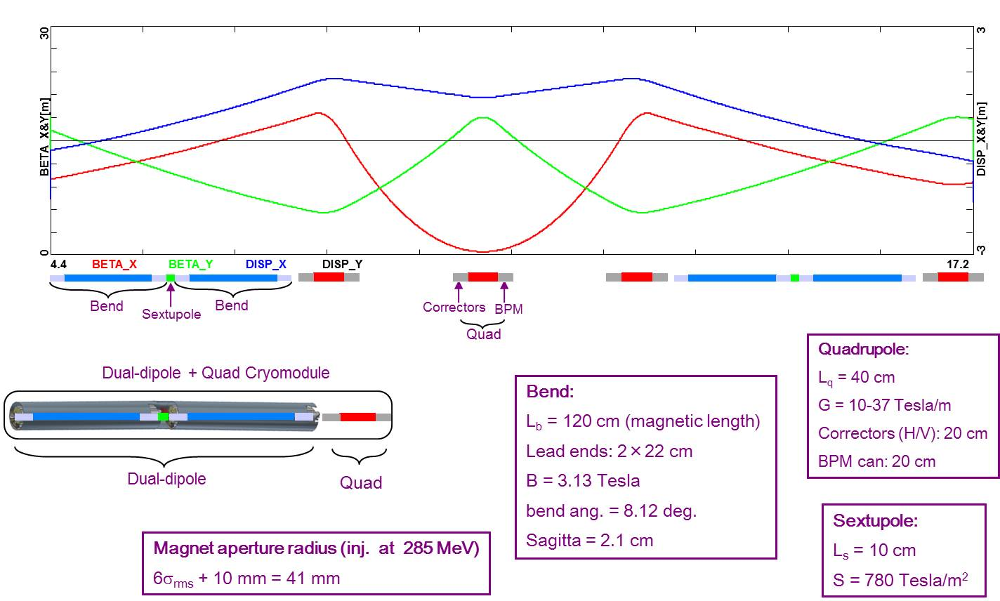 30
3
BETA_X&Y[m]
DISP_X&Y[m]
0
-3
4.4 BETA_X BETA_Y DISP_X DISP_Y 17.2
Bend
Sextupole
Bend
Correctors
BPM
Quad
Dual-dipole + Quad Cryomodule
Dual-dipole
Quad
Magnet aperture radius (inj. at 285 MeV)
6σrms + 10 mm = 41 mm
Bend:
Lb = 120 cm (magnetic length)
Lead ends: 2×22 cm
B = 3.13 Tesla
bend ang. = 8.12 deg.
Sagitta = 2.1 cm
Quadrupole:
Lq = 40 cm
G = 10-37 Tesla/m
Correctors (H/V): 20 cm
BPM can: 20 cm
Sextupole:
Ls = 10 cm
S = 780 Tesla/m²